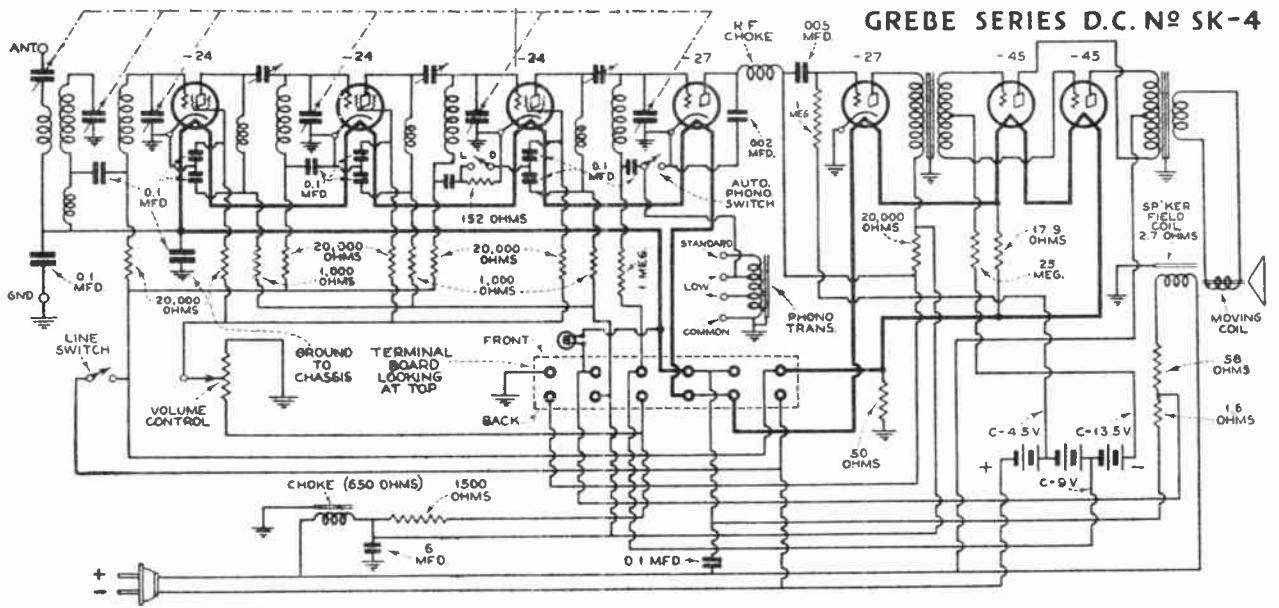 GREBE SERIES D.C. Nº SK-4
ANT.
-24
-24
-24
-27
R.F.
CHOKE
.005
MFD.
-27
-45
-45
1
MEG.
.002
MFD.
L
D
0.1
MFD.
0.1
MFD.
0.1
MFD.
AUTO.
PHONO
SWITCH
152 OHMS
SP'KER
FIELD
COIL
2.7 OHMS
20,000
OHMS
17.9
OHMS
.25
MEG.
STANDARD
LOW
COMMON
PHONO
TRANS.
20,000
OHMS
1,000
OHMS
20,000
OHMS
1,000
OHMS
1 MEG.
0.1
MFD.
GND
20,000
OHMS
MOVING
COIL
LINE
SWITCH
GROUND
TO
CHASSIS
TERMINAL
BOARD
LOOKING
AT TOP
FRONT
BACK
VOLUME
CONTROL
58
OHMS
1.6
OHMS
50
OHMS
C-4.5V
C-13.5V
+
-
C-9V
CHOKE (650 OHMS)
1500
OHMS
6
MFD.
0.1 MFD
+
-